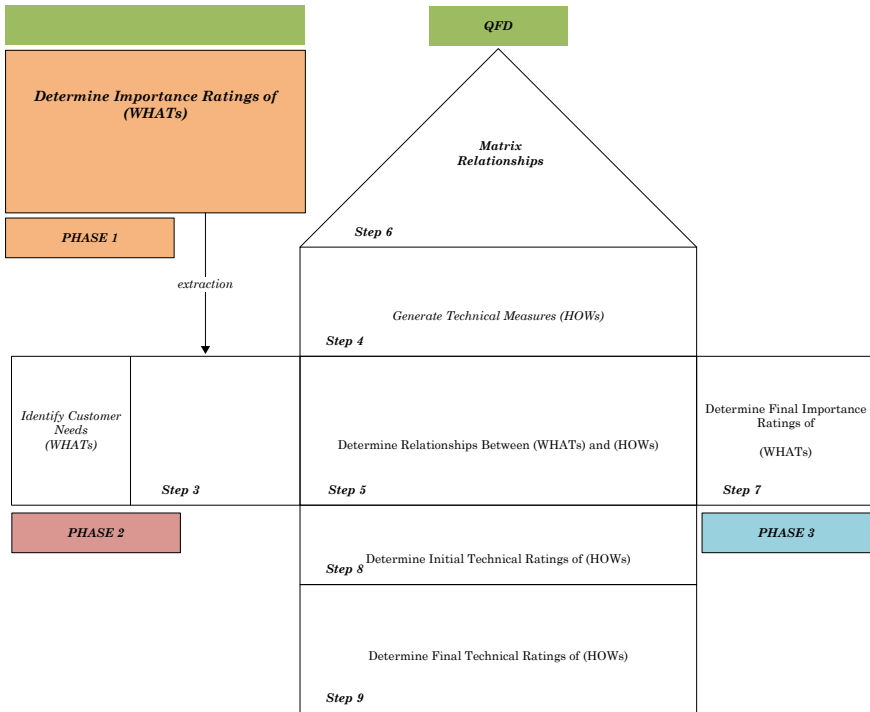 QFD
Determine Importance Ratings of
(WHATs)
Matrix
Relationships
PHASE 1
Step 6
extraction
Generate Technical Measures (HOWs)
Step 4
Identify Customer
Needs
(WHATs)
Step 3
Determine Relationships Between (WHATs) and (HOWs)
Step 5
Determine Final Importance
Ratings of
(WHATs)
Step 7
PHASE 2
PHASE 3
Determine Initial Technical Ratings of (HOWs)
Step 8
Determine Final Technical Ratings of (HOWs)
Step 9